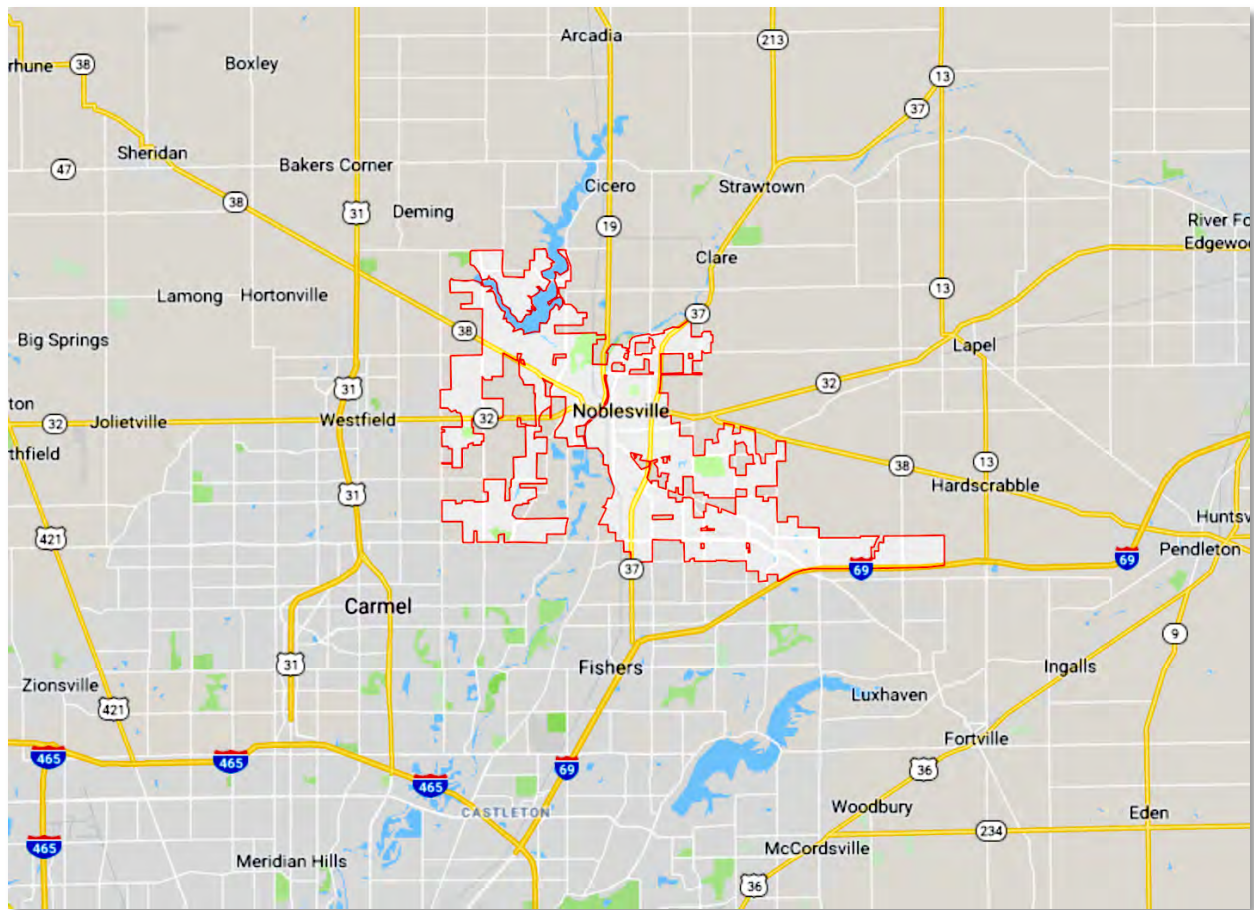 Arcadia
213
Boxley
rhune
38
13
37
Sheridan
47
Bakers Corner
Cicero
Strawtown
38
31
Deming
19
River Fo
Edgewoo
Clare
Lamong
Hortonville
13
37
38
Big Springs
Lapel
31
32
ton
32
Jolietville
Westfield
32
Noblesville
thfield
13
38
31
Hardscrabble
421
Huntsv
Pendleton
69
69
37
Carmel
9
31
Fishers
Ingalls
Zionsville
421
Luxhaven
Fortville
465
465
69
36
465
Woodbury
CASTLETON
Eden
234
465
McCordsville
Meridian Hills
36